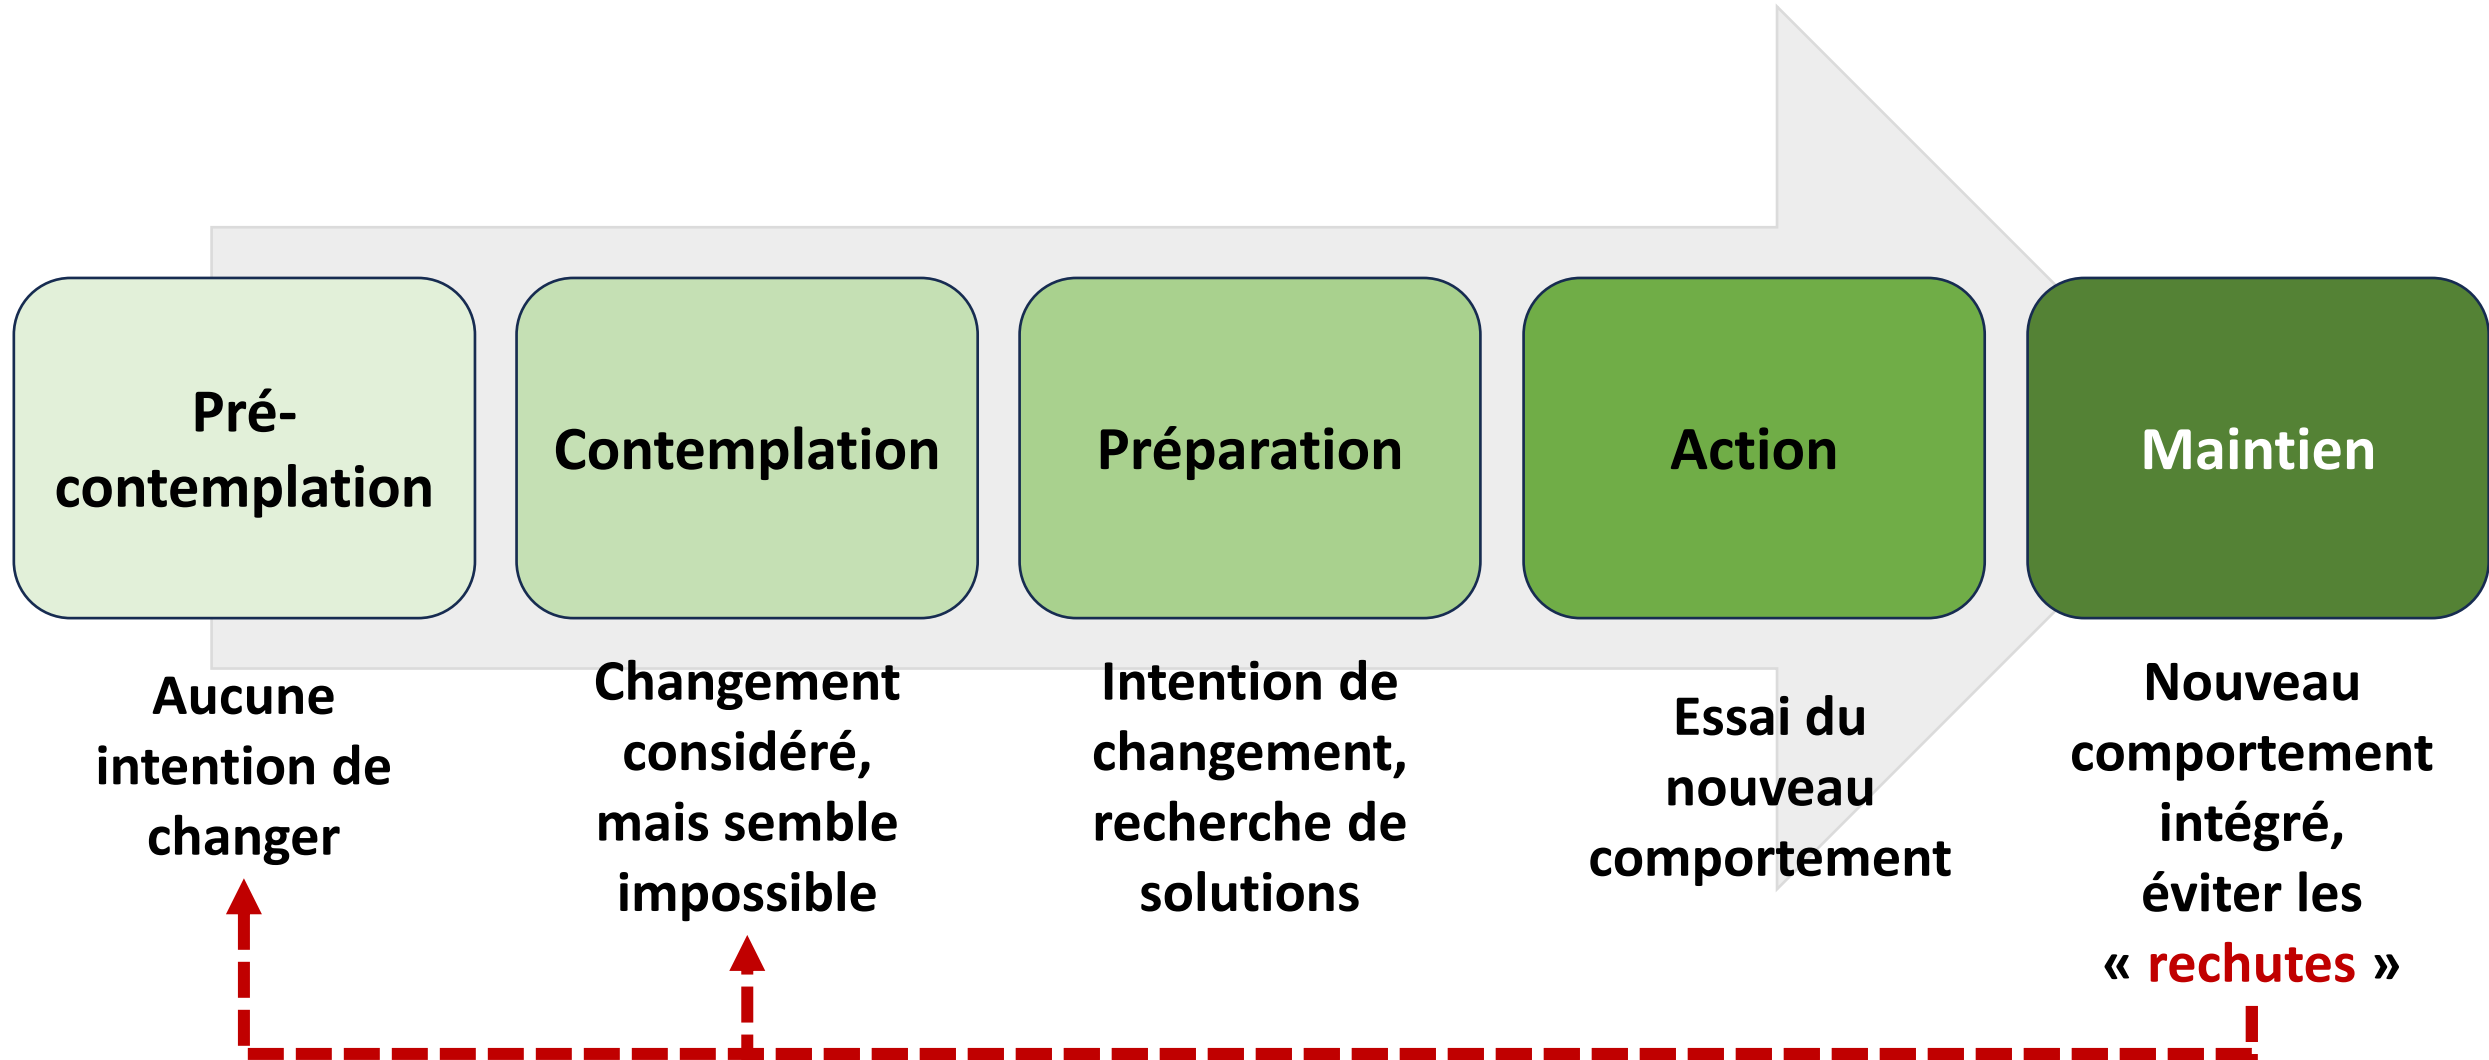 Pré-
contemplation
Contemplation
Préparation
Action
Maintien
Aucune
intention de
changer
Changement
considéré,
mais semble
impossible
Intention de
changement,
recherche de
solutions
Essai du
nouveau
comportement
Nouveau
comportement
intégré,
éviter les
« rechutes »